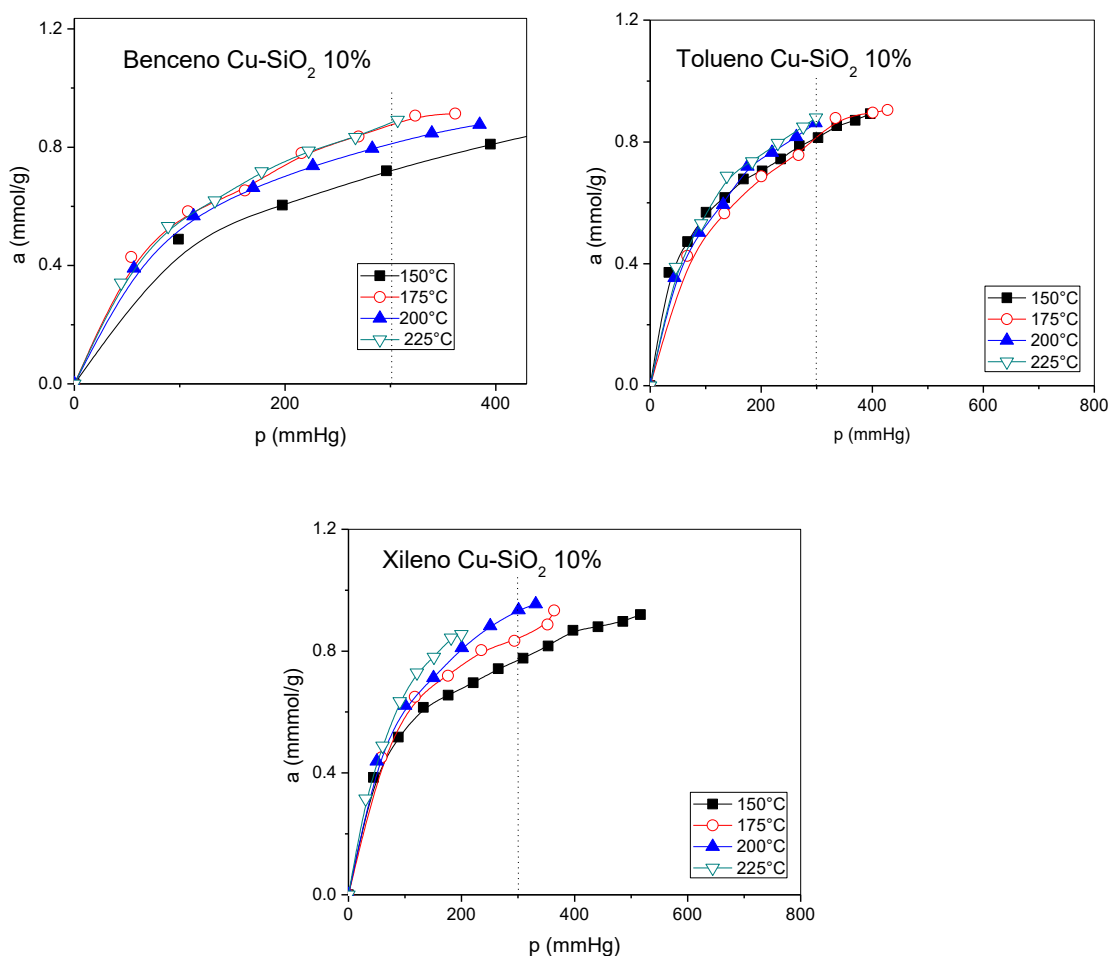 Benceno Cu-SiO₂ 10%
a (mmol/g)
1.2
0.8
0.4
0.0
0
200
400
p (mmHg)
150°C
175°C
200°C
225°C
Tolueno Cu-SiO₂ 10%
a (mmol/g)
1.2
0.8
0.4
0.0
0
200
400
600
800
p (mmHg)
150°C
175°C
200°C
225°C
Xileno Cu-SiO₂ 10%
a (mmmol/g)
1.2
0.8
0.4
0.0
0
200
400
600
800
p (mmHg)
150°C
175°C
200°C
225°C